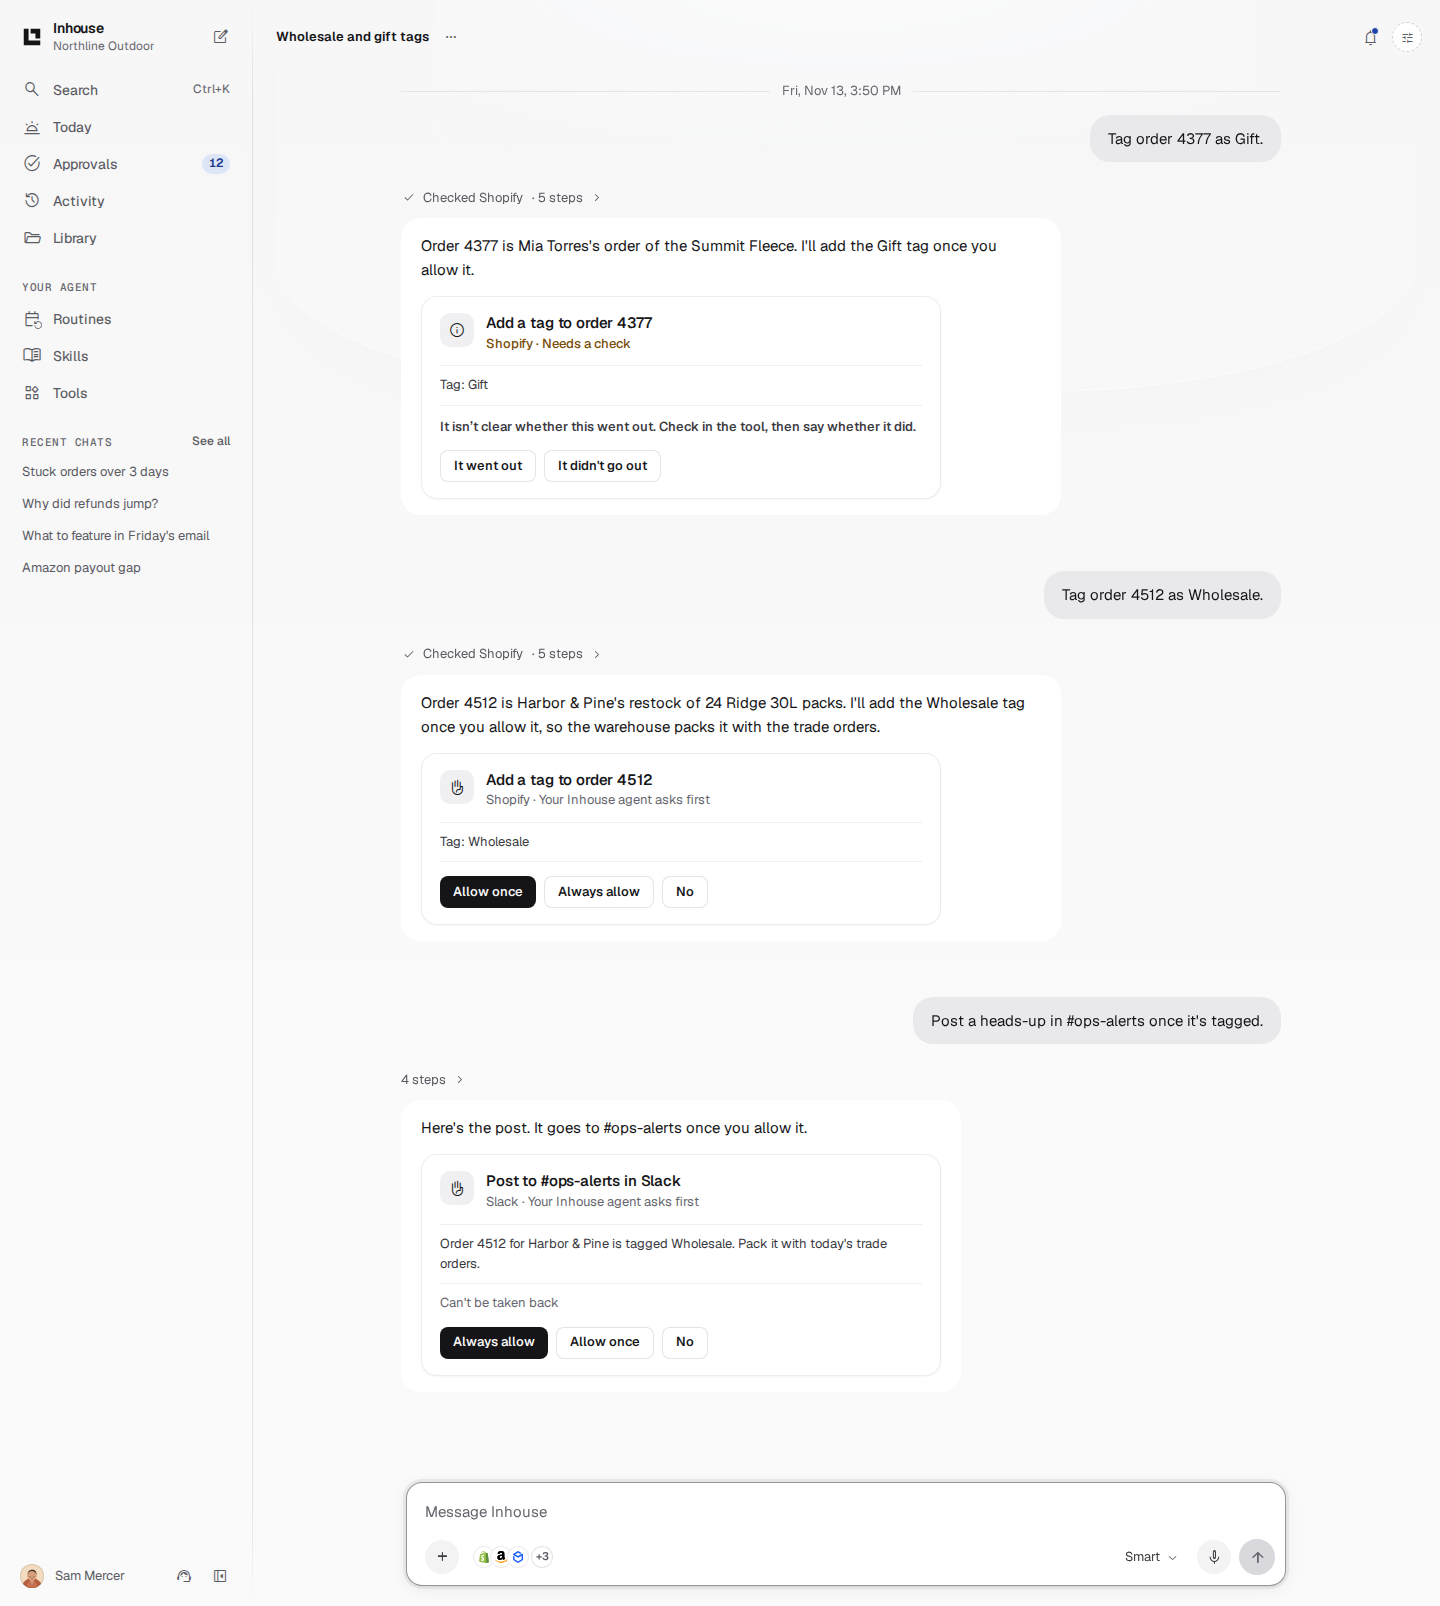 Inhouse
Northline Outdoor
Search Ctrl+K
Today
Approvals 12
Activity
Library
YOUR AGENT
Routines
Skills
Tools
RECENT CHATS See all
Stuck orders over 3 days
Why did refunds jump?
What to feature in Friday's email
Amazon payout gap
Sam Mercer
Wholesale and gift tags
Fri, Nov 13, 3:50 PM
Tag order 4377 as Gift.
Checked Shopify · 5 steps
Order 4377 is Mia Torres's order of the Summit Fleece. I'll add the Gift tag once you
allow it.
Add a tag to order 4377
Shopify · Needs a check
Tag: Gift
It isn't clear whether this went out. Check in the tool, then say whether it did.
It went out It didn't go out
Tag order 4512 as Wholesale.
Checked Shopify · 5 steps
Order 4512 is Harbor & Pine's restock of 24 Ridge 30L packs. I'll add the Wholesale tag
once you allow it, so the warehouse packs it with the trade orders.
Add a tag to order 4512
Shopify · Your Inhouse agent asks first
Tag: Wholesale
Allow once Always allow No
Post a heads-up in #ops-alerts once it's tagged.
4 steps
Here's the post. It goes to #ops-alerts once you allow it.
Post to #ops-alerts in Slack
Slack · Your Inhouse agent asks first
Order 4512 for Harbor & Pine is tagged Wholesale. Pack it with today's trade
orders.
Can't be taken back
Always allow Allow once No
Message Inhouse
+3 Smart